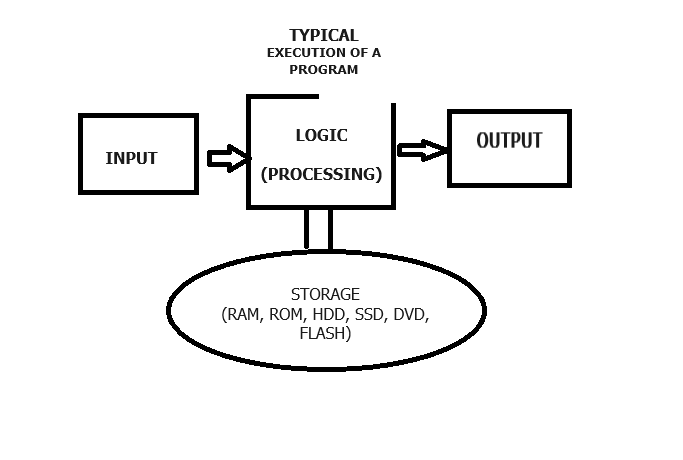 TYPICAL
EXECUTION OF A
PROGRAM
INPUT
LOGIC
(PROCESSING)
OUTPUT
STORAGE
(RAM, ROM, HDD, SSD, DVD,
FLASH)